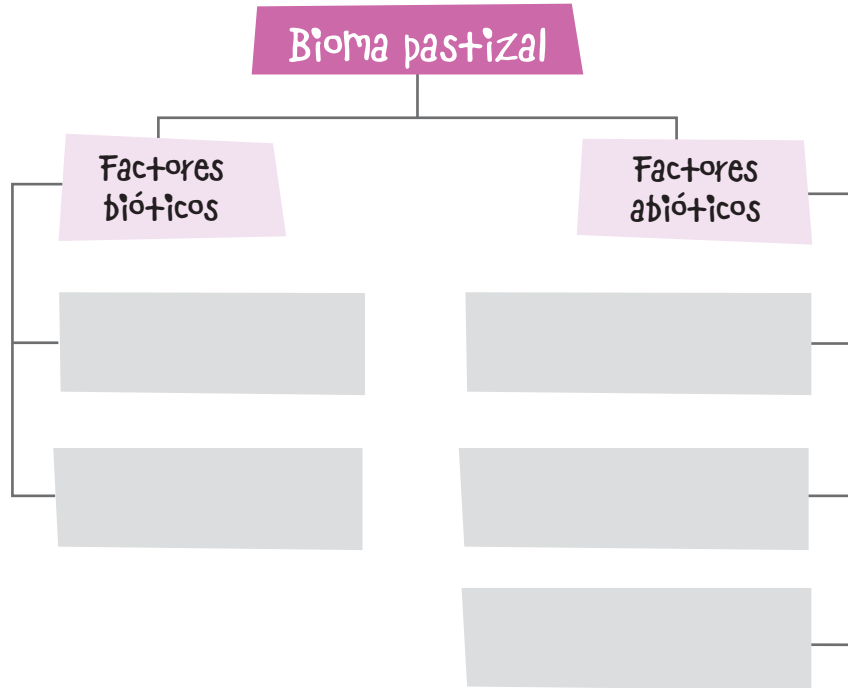 Bioma pastizal
Factores
bióticos
Factores
abióticos